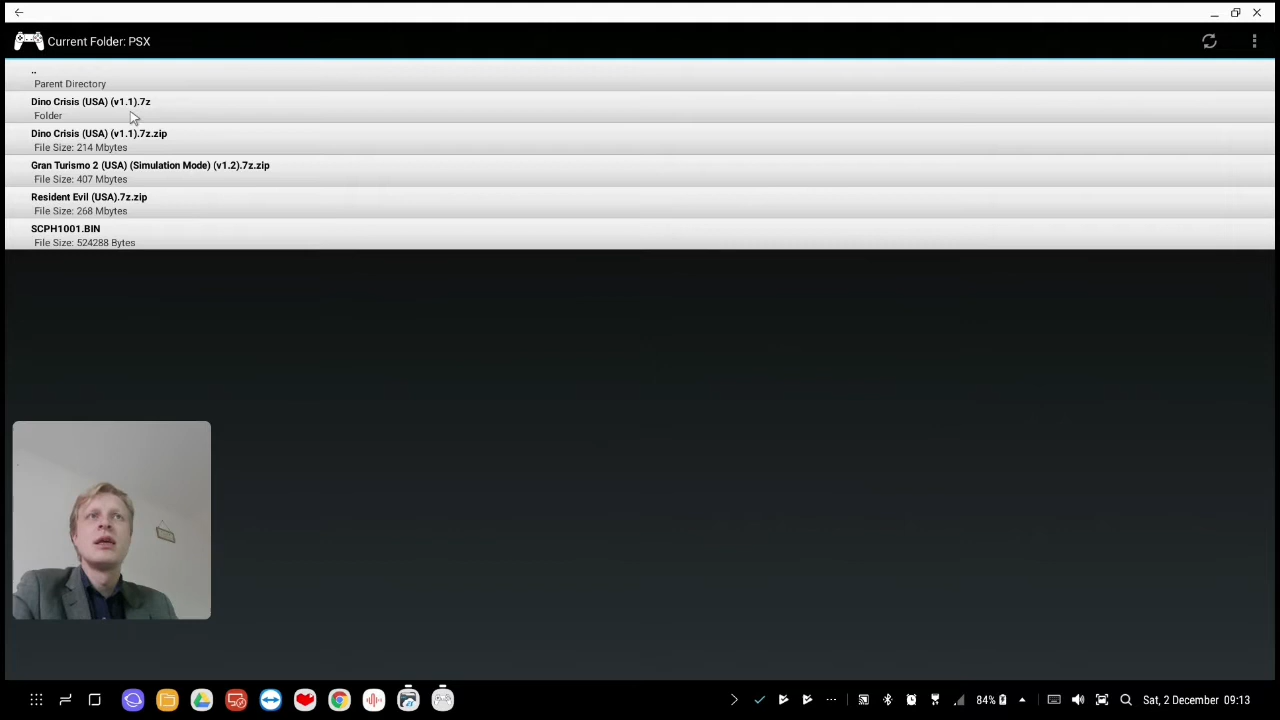 Current Folder: PSX
..
Parent Directory
Dino Crisis (USA) (v1.1).7z
Folder
Dino Crisis (USA) (v1.1).7z.zip
File Size: 214 Mbytes
Gran Turismo 2 (USA) (Simulation Mode) (v1.2).7z.zip
File Size: 407 Mbytes
Resident Evil (USA).7z.zip
File Size: 268 Mbytes
SCPH1001.BIN
File Size: 524288 Bytes
84% Sat, 2 December 09:13